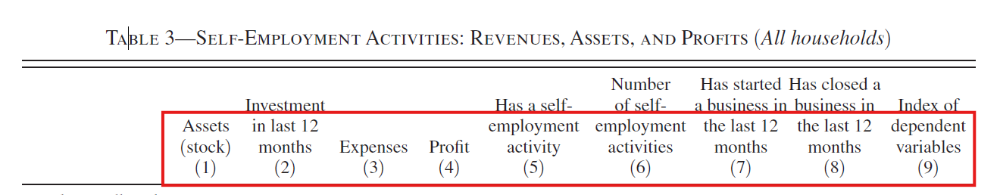 TABLE 3—SELF-EMPLOYMENT ACTIVITIES: REVENUES, ASSETS, AND PROFITS (All households)
Number Has started Has closed a
Investment Has a self- of self- a business in business in Index of
Assets in last 12 employment employment the last 12 the last 12 dependent
(stock) months Expenses Profit activity activities months months variables
(1) (2) (3) (4) (5) (6) (7) (8) (9)